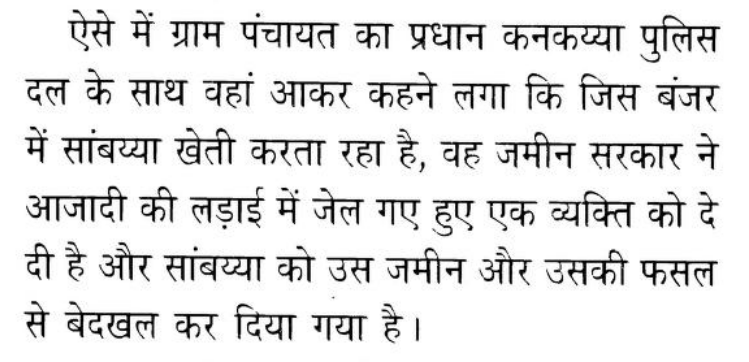 ऐसे में ग्राम पंचायत का प्रधान कनकय्या पुलिस
दल के साथ वहां आकर कहने लगा कि जिस बंजर
में सांबय्या खेती करता रहा है, वह जमीन सरकार ने
आजादी की लड़ाई में जेल गए हुए एक व्यक्ति को दे
दी है और सांबय्या को उस जमीन और उसकी फसल
से बेदखल कर दिया गया है।